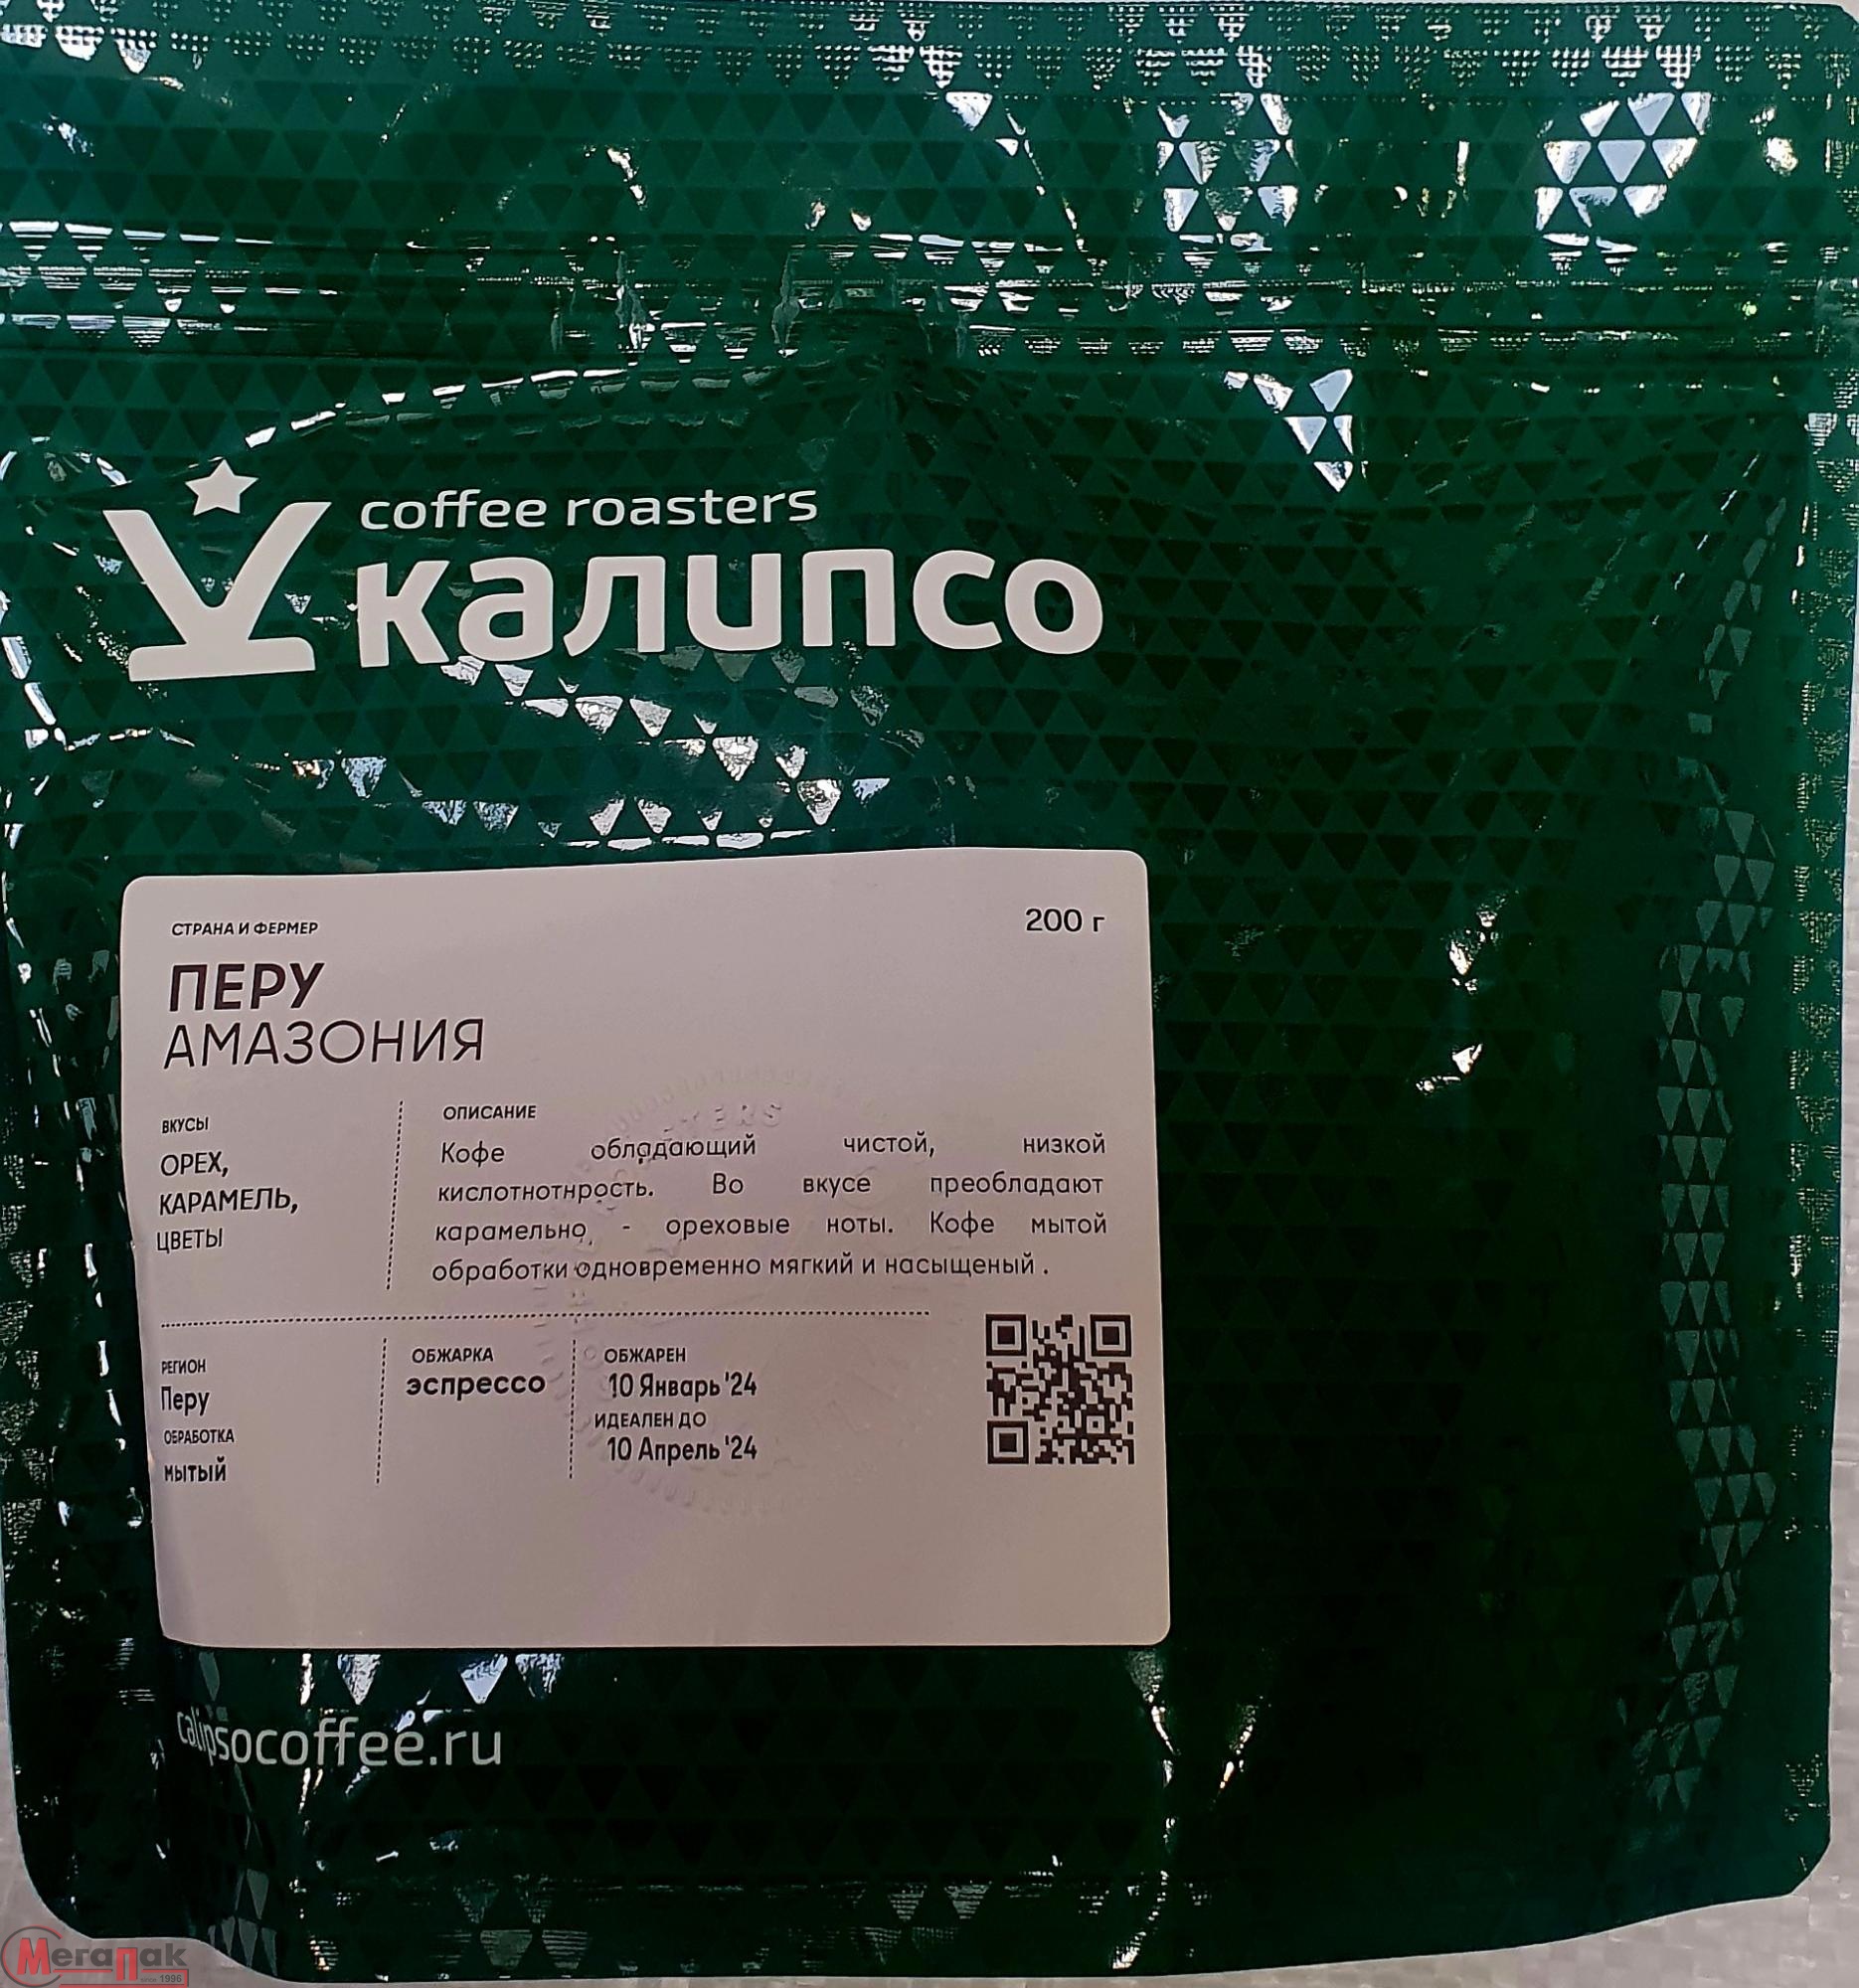 coffee roasters
калипсо
СТРАНА И ФЕРМЕР
200 г
ПЕРУ
АМАЗОНИЯ
ВКУСЫ
ОРЕХ,
КАРАМЕЛЬ,
ЦВЕТЫ
ОПИСАНИЕ
Кофе обладающий чистой, низкой
кислотнотнрость. Во вкусе преобладают
карамельно - ореховые ноты. Кофе мытой
обработки одновременно мягкий и насыщеный .
РЕГИОН
Перу
ОБРАБОТКА
мытый
ОБЖАРКА
эспрессо
ОБЖАРЕН
10 Январь '24
ИДЕАЛЕН ДО
10 Апрель '24
calipsocoffee.ru
Мегапак
since 1996